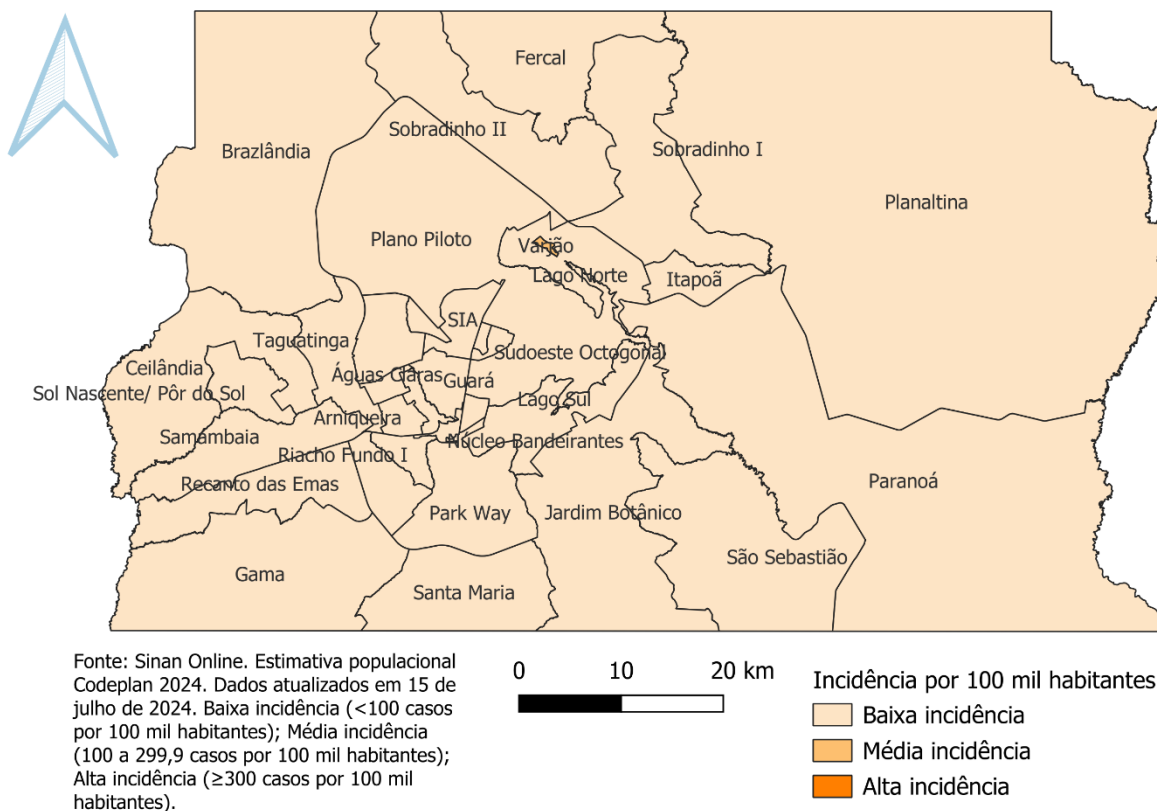 Fercal
Sobradinho II
Sobradinho I
Brazlândia
Planaltina
Plano Piloto
Varjão
Lago Norte
Itapoã
SIA
Taguatinga
Sudoeste Octogonal
Ceilândia
Águas Claras
Guará
Sol Nascente/ Pôr do Sol
Lago Sul
Arniqueira
Samambaia
Núcleo Bandeirantes
Riacho Fundo I
Recanto das Emas
Paranoá
Park Way
Jardim Botânico
São Sebastião
Gama
Santa Maria
Fonte: Sinan Online. Estimativa populacional
Codeplan 2024. Dados atualizados em 15 de
julho de 2024. Baixa incidência (<100 casos
por 100 mil habitantes); Média incidência
(100 a 299,9 casos por 100 mil habitantes);
Alta incidência (≥300 casos por 100 mil
habitantes).
0 10 20 km
Incidência por 100 mil habitantes
Baixa incidência
Média incidência
Alta incidência